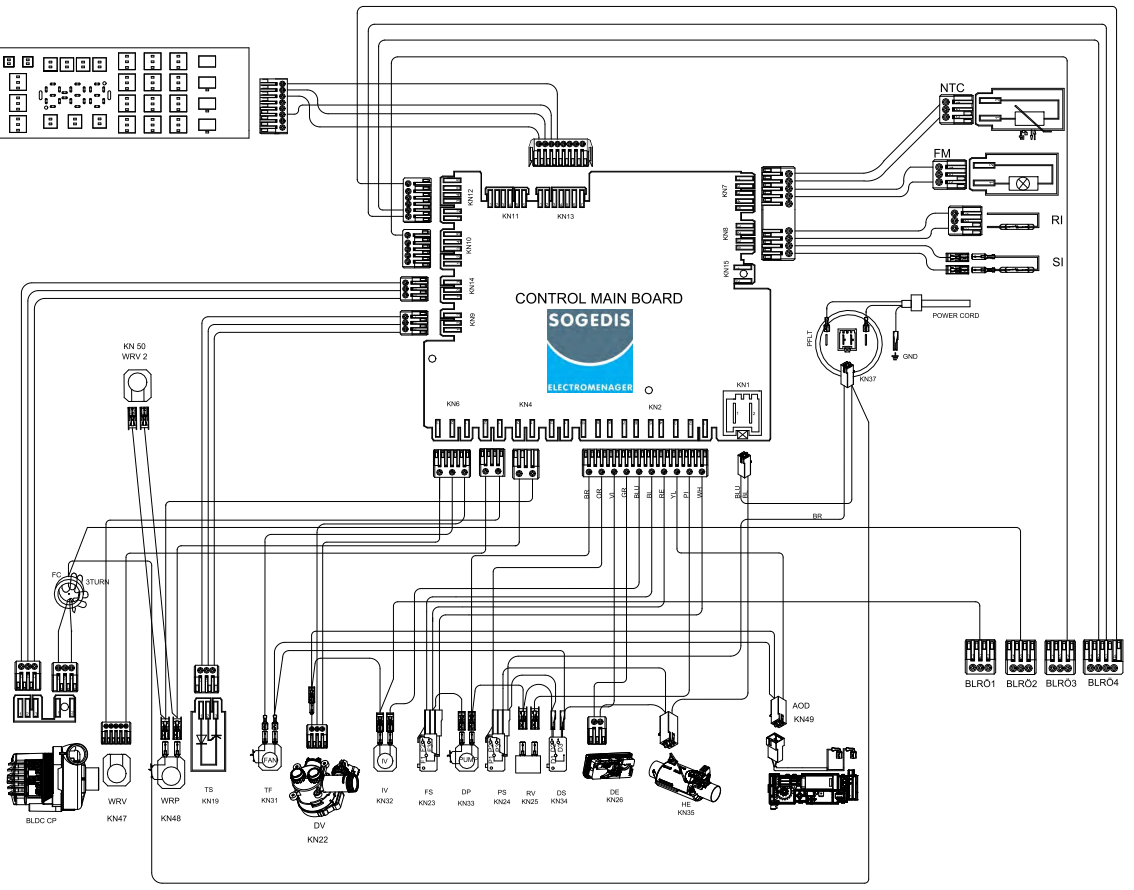 NTC
FM
RI
SI
KN12
KN11
KN13
KN7
KN10
KN8
KN15
KN14
KN9
CONTROL MAIN BOARD
SOGEDIS
ELECTROMENAGER
POWER CORD
PFLT
GND
KN37
KN 50
WRV 2
KN1
1 2
KN6
KN4
KN2
BR
OR
VI
GR
BLU
BL
RE
YL
PI
WH
BLU
BL
BR
FC
3TURN
BLRÖ1
BLRÖ2
BLRÖ3
BLRÖ4
AOD
KN49
FAN
IV
PUMP
BLDC CP
WRV
KN47
WRP
KN48
TS
KN19
TF
KN31
DV
KN22
IV
KN32
FS
KN23
DP
KN33
PS
KN24
RV
KN25
DS
KN34
DE
KN26
HE
KN35